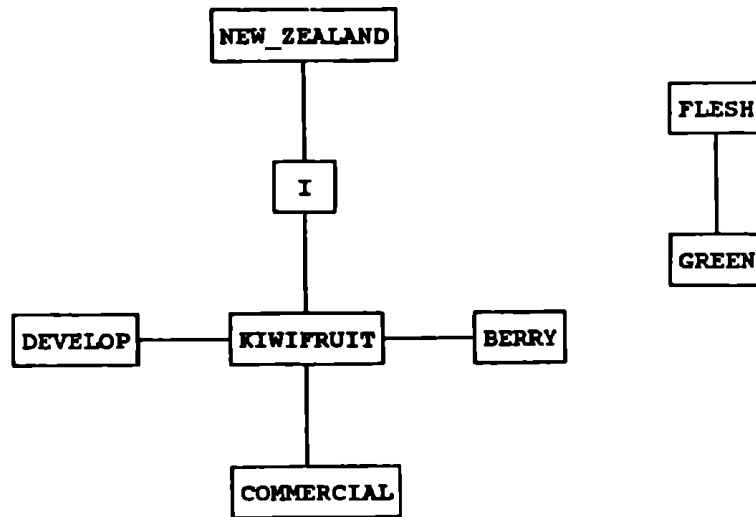 NEW_ZEALAND
FLESH
I
GREEN
DEVELOP
KIWIFRUIT
BERRY
COMMERCIAL